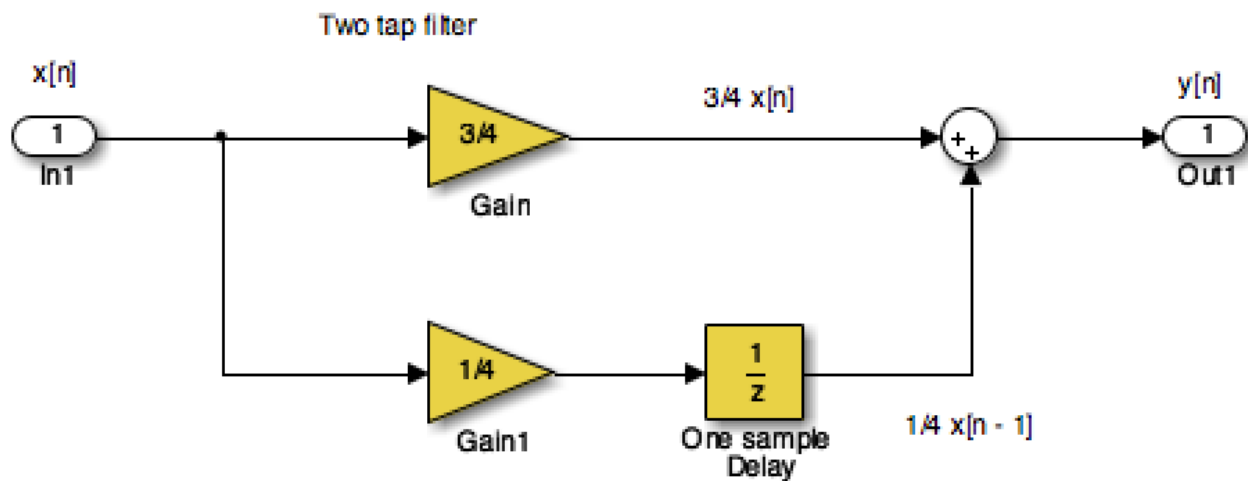 Two tap filter
x[n]
1
In1
3/4
Gain
3/4 x[n]
+
+
y[n]
1
Out1
1/4
Gain1
1
z
One sample
Delay
1/4 x[n - 1]